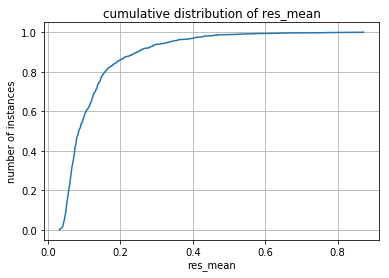 cumulative distribution of res_mean
1.0
0.8
0.6
0.4
0.2
0.0
number of instances
0.0 0.2 0.4 0.6 0.8
res_mean